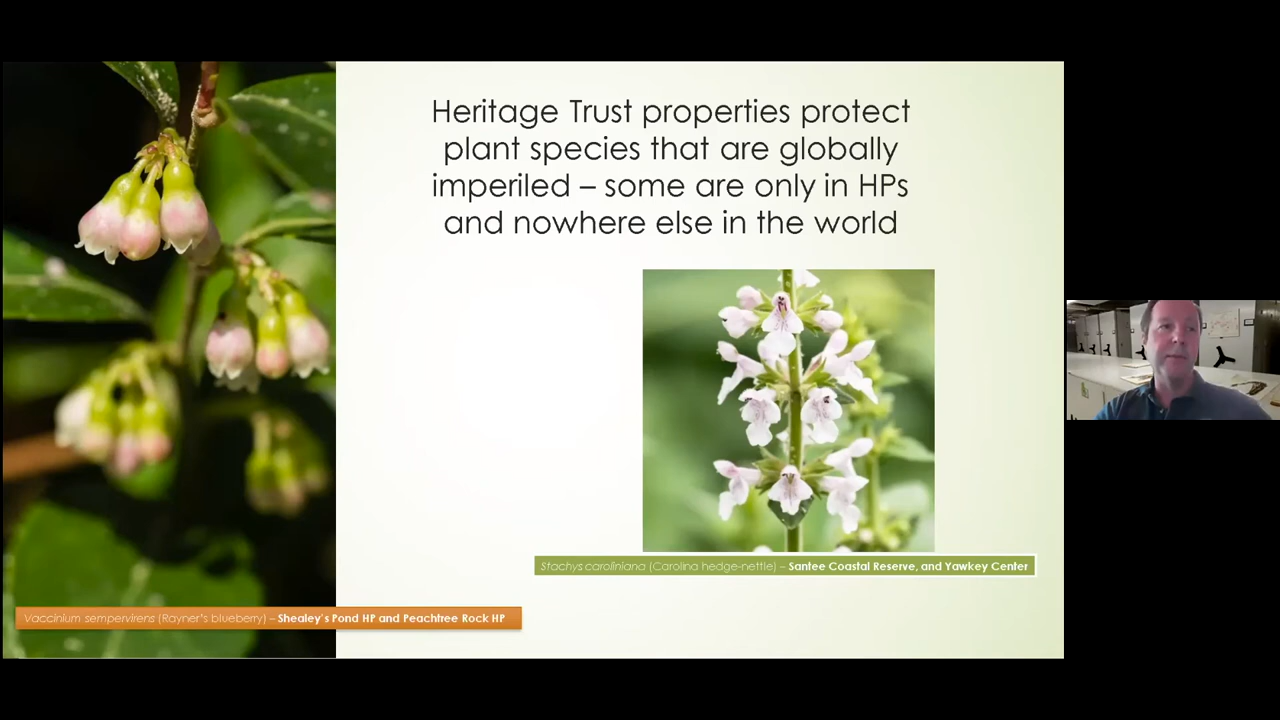 Heritage Trust properties protect
plant species that are globally
imperiled – some are only in HPs
and nowhere else in the world
Stachys caroliniana (Carolina hedge-nettle) – Santee Coastal Reserve, and Yawkey Center
Vaccinium sempervirens (Rayner's blueberry) – Shealey's Pond HP and Peachtree Rock HP